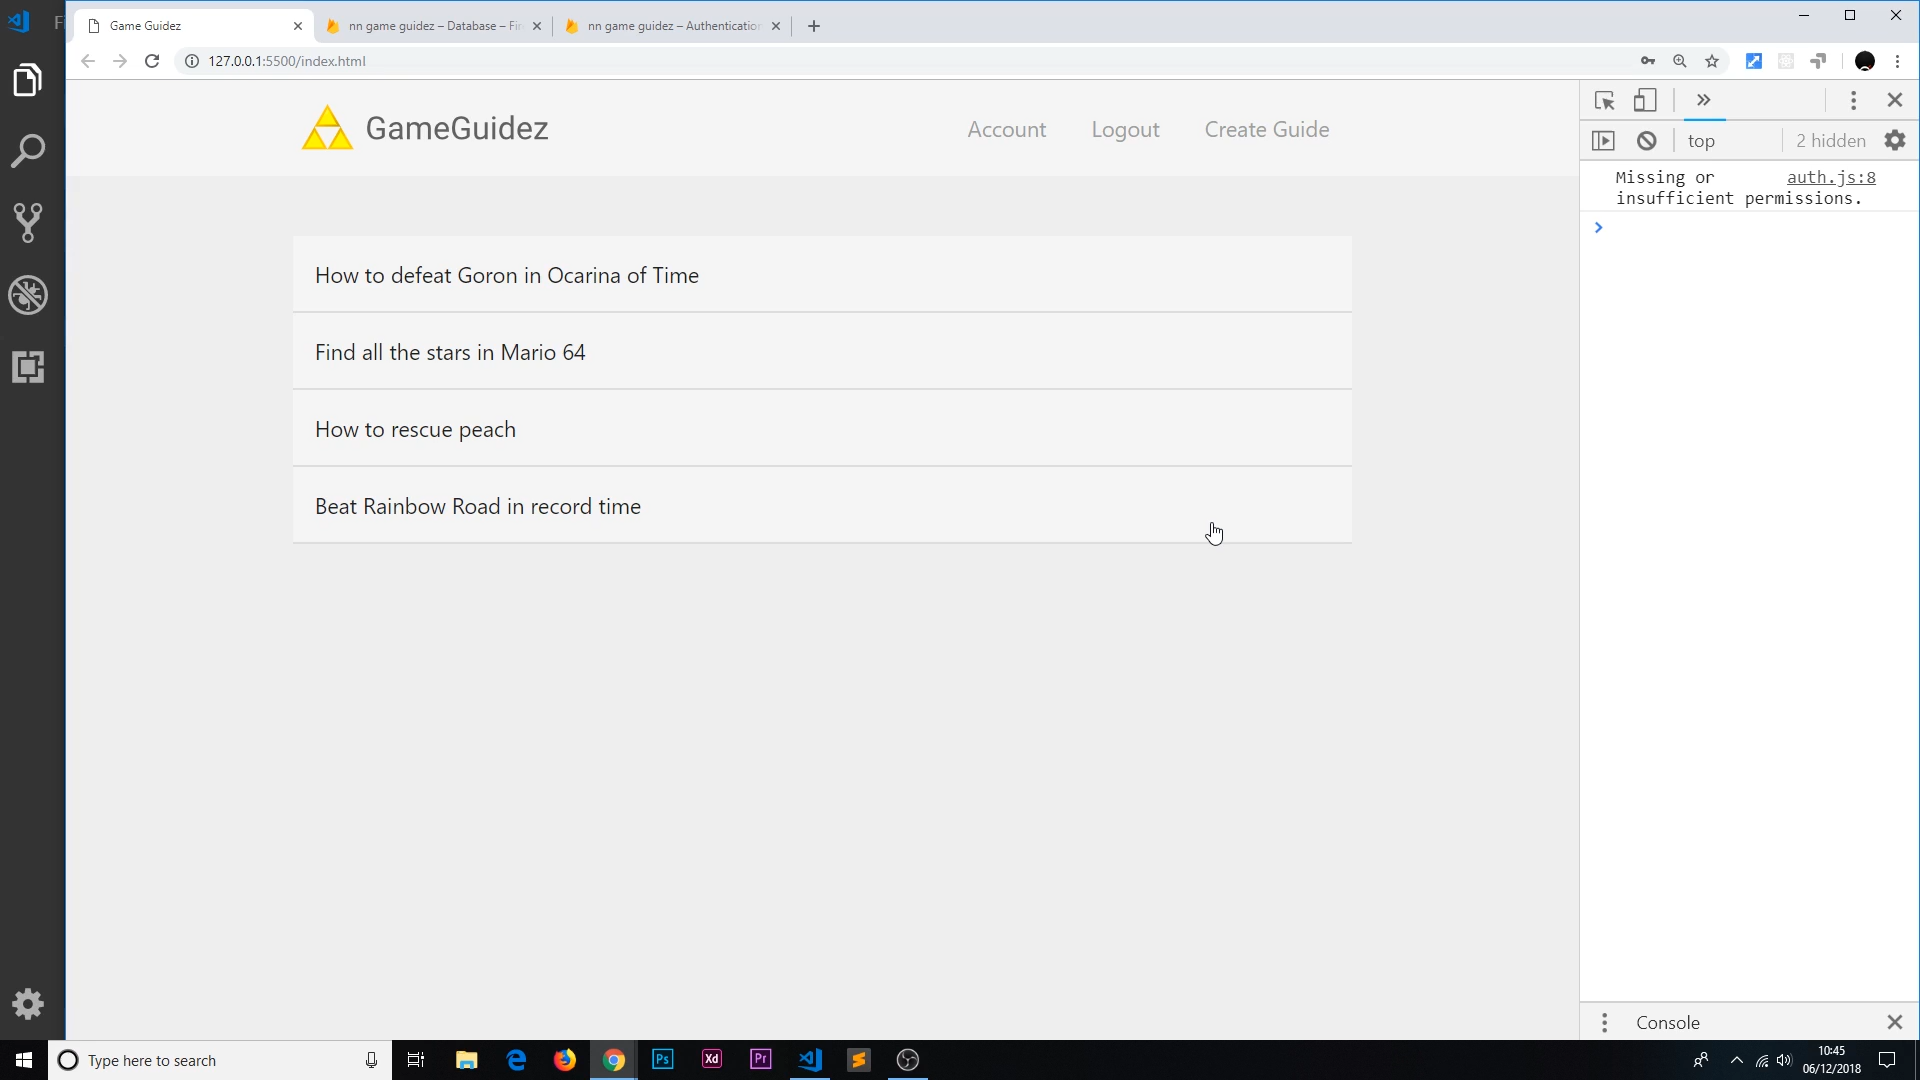 Fi
Game Guidez
nn game guidez – Database – Fir
nn game guidez – Authentication
127.0.0.1:5500/index.html
GameGuidez
Account
Logout
Create Guide
top
2 hidden
Missing or
auth.js:8
insufficient permissions.
How to defeat Goron in Ocarina of Time
Find all the stars in Mario 64
How to rescue peach
Beat Rainbow Road in record time
Console
Type here to search
Ps
Xd
Pr
10:45
06/12/2018